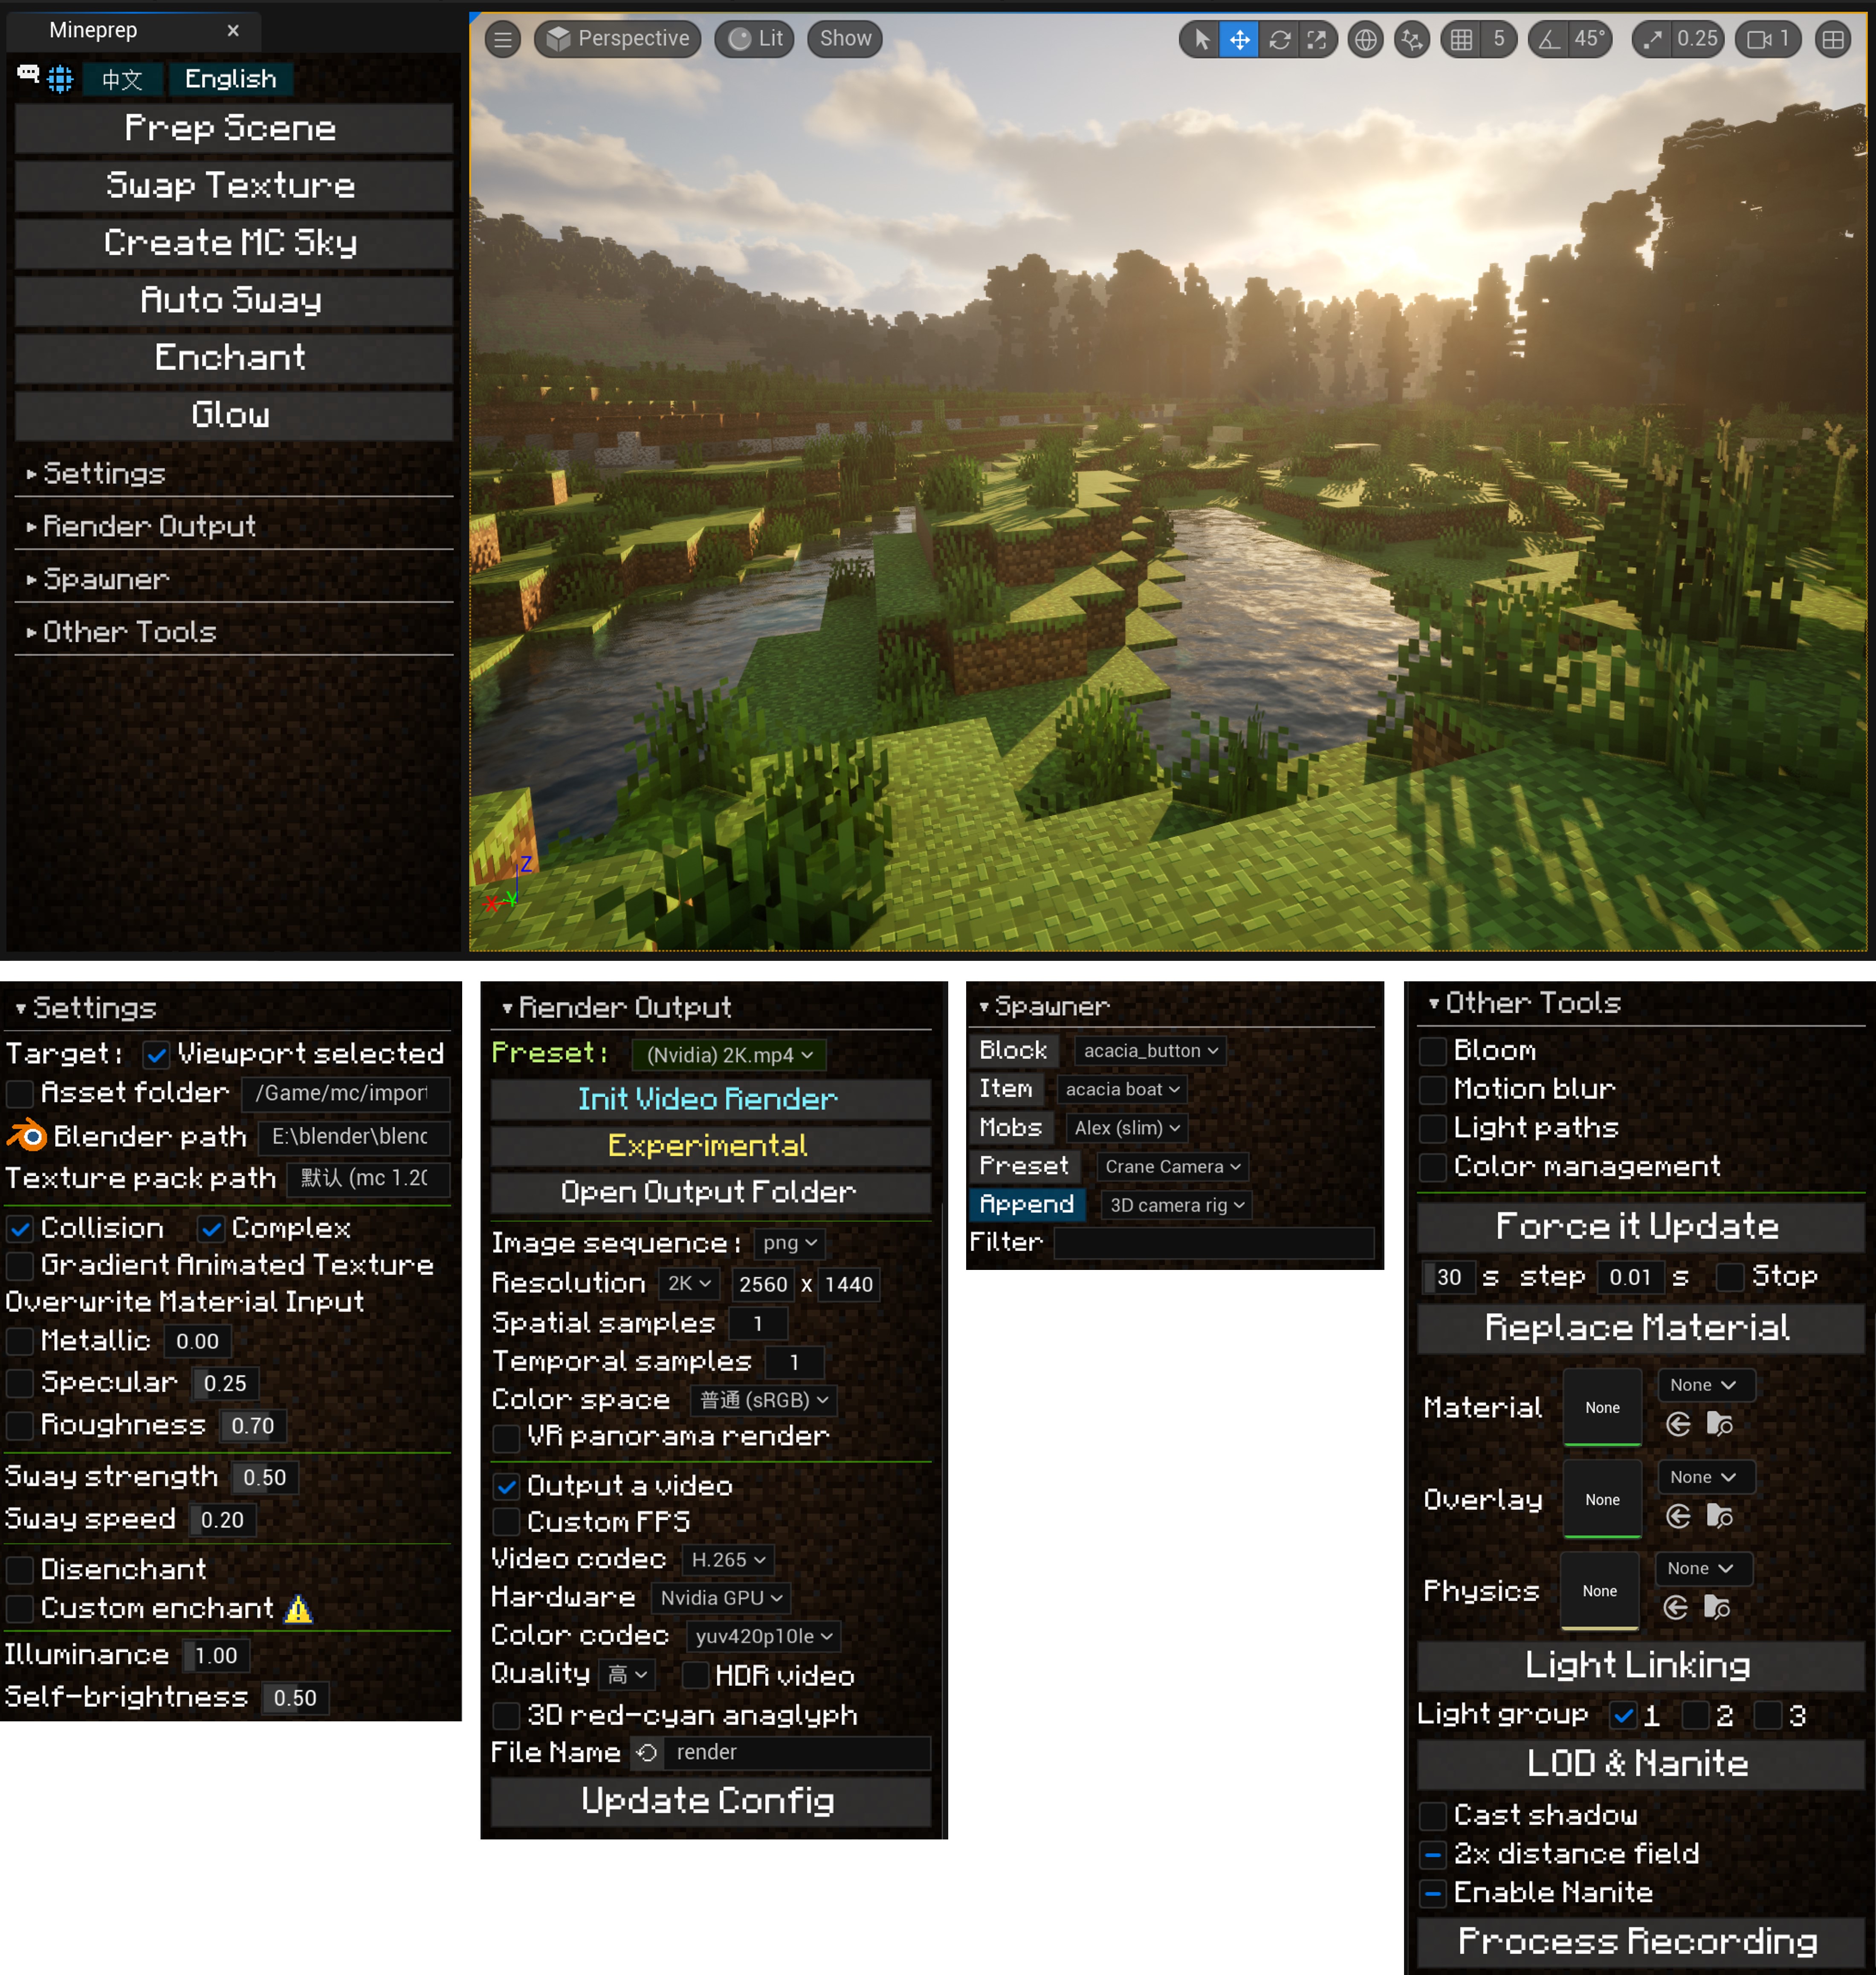 Mineprep
中文 English
Prep Scene
Swap Texture
Create MC Sky
Auto Sway
Enchant
Glow
Settings
Render Output
Spawner
Other Tools
Perspective Lit Show 5 45° 0.25 1
Z
X Y
Settings
Target: Viewport selected
Asset folder /Game/mc/import
Blender path E:\blender\blenc
Texture pack path 默认 (mc 1.20
Collision Complex
Gradient Animated Texture
Overwrite Material Input
Metallic 0.00
Specular 0.25
Roughness 0.70
Sway strength 0.50
Sway speed 0.20
Disenchant
Custom enchant
Illuminance 1.00
Self-brightness 0.50
Render Output
Preset: (Nvidia) 2K.mp4
Init Video Render
Experimental
Open Output Folder
Image sequence: png
Resolution 2K 2560 x 1440
Spatial samples 1
Temporal samples 1
Color space 普通 (sRGB)
VR panorama render
Output a video
Custom FPS
Video codec H.265
Hardware Nvidia GPU
Color codec yuv420p10le
Quality 高 HDR video
3D red-cyan anaglyph
File Name render
Update Config
Spawner
Block acacia_button
Item acacia boat
Mobs Alex (slim)
Preset Crane Camera
Append 3D camera rig
Filter
Other Tools
Bloom
Motion blur
Light paths
Color management
Force it Update
30 s step 0.01 s Stop
Replace Material
Material None None
Overlay None None
Physics None None
Light Linking
Light group 1 2 3
LOD & Nanite
Cast shadow
2x distance field
Enable Nanite
Process Recording